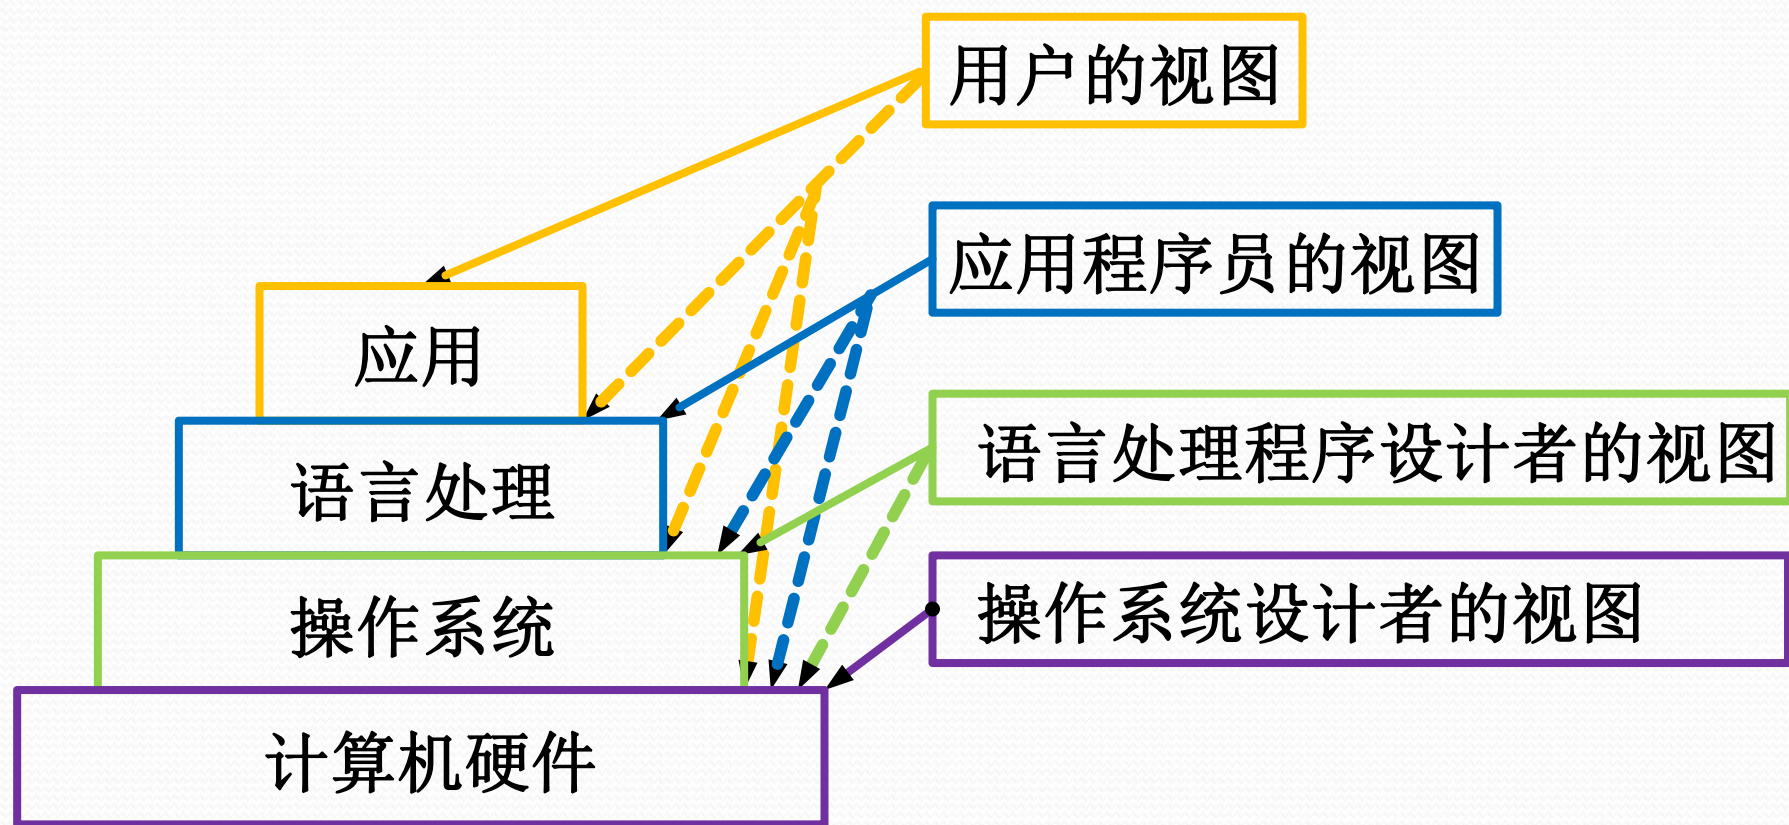 用户的视图
应用程序员的视图
应用
语言处理程序设计者的视图
语言处理
操作系统设计者的视图
操作系统
计算机硬件